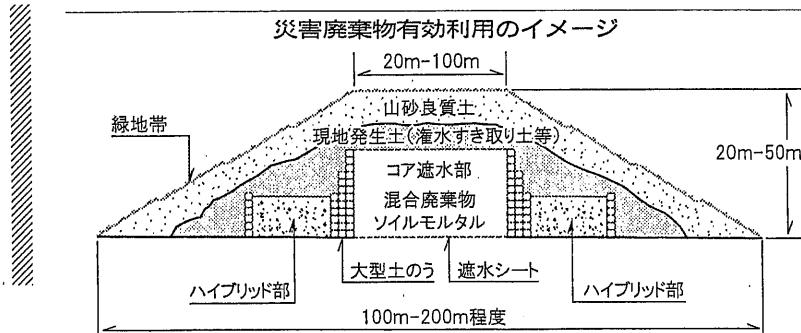 災害廃棄物有効利用のイメージ
20m-100m
山砂良質土
緑地帯
現地発生土(灌水すき取り土等)
20m-50m
コア遮水部
混合廃棄物
ソイルモルタル
大型土のう
遮水シート
ハイブリッド部
ハイブリッド部
100m-200m程度